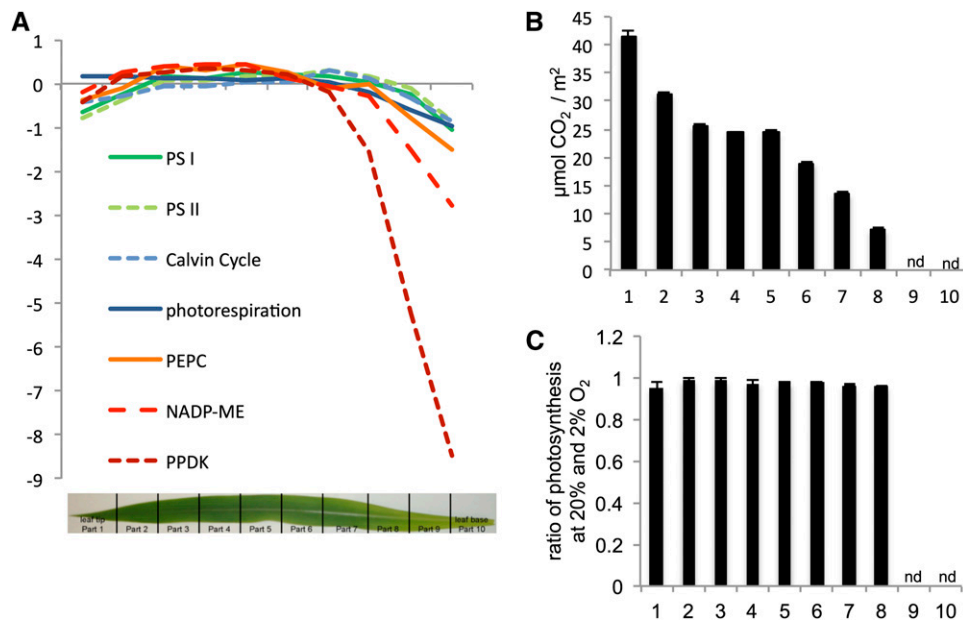 A
1
0
-1
-2
-3
-4
-5
-6
-7
-8
-9
PS I
PS II
Calvin Cycle
photorespiration
PEPC
NADP-ME
PPDK
leaf tip
leaf base
Part 1 Part 2 Part 3 Part 4 Part 5 Part 6 Part 7 Part 8 Part 9 Part 10
B
µmol CO₂ / m²
45
40
35
30
25
20
15
10
5
0
nd nd
1 2 3 4 5 6 7 8 9 10
C
ratio of photosynthesis
at 20% and 2% O₂
1.2
1
0.8
0.6
0.4
0.2
0
nd nd
1 2 3 4 5 6 7 8 9 10